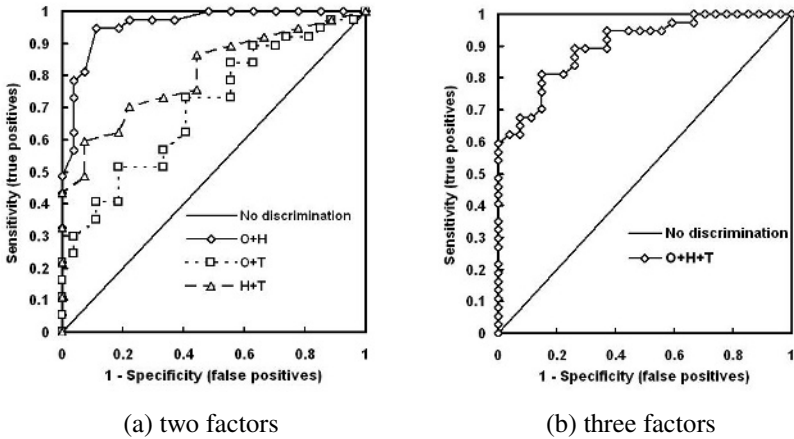 1
0.9
0.8
0.7
0.6
0.5
0.4
0.3
0.2
0.1
0
Sensitivity (true positives)
No discrimination
O+H
O+T
H+T
0 0.2 0.4 0.6 0.8 1
1 - Specificity (false positives)
(a) two factors
1
0.9
0.8
0.7
0.6
0.5
0.4
0.3
0.2
0.1
0
Sensitivity (true positives)
No discrimination
O+H+T
0 0.2 0.4 0.6 0.8 1
1 - Specificity (false positives)
(b) three factors